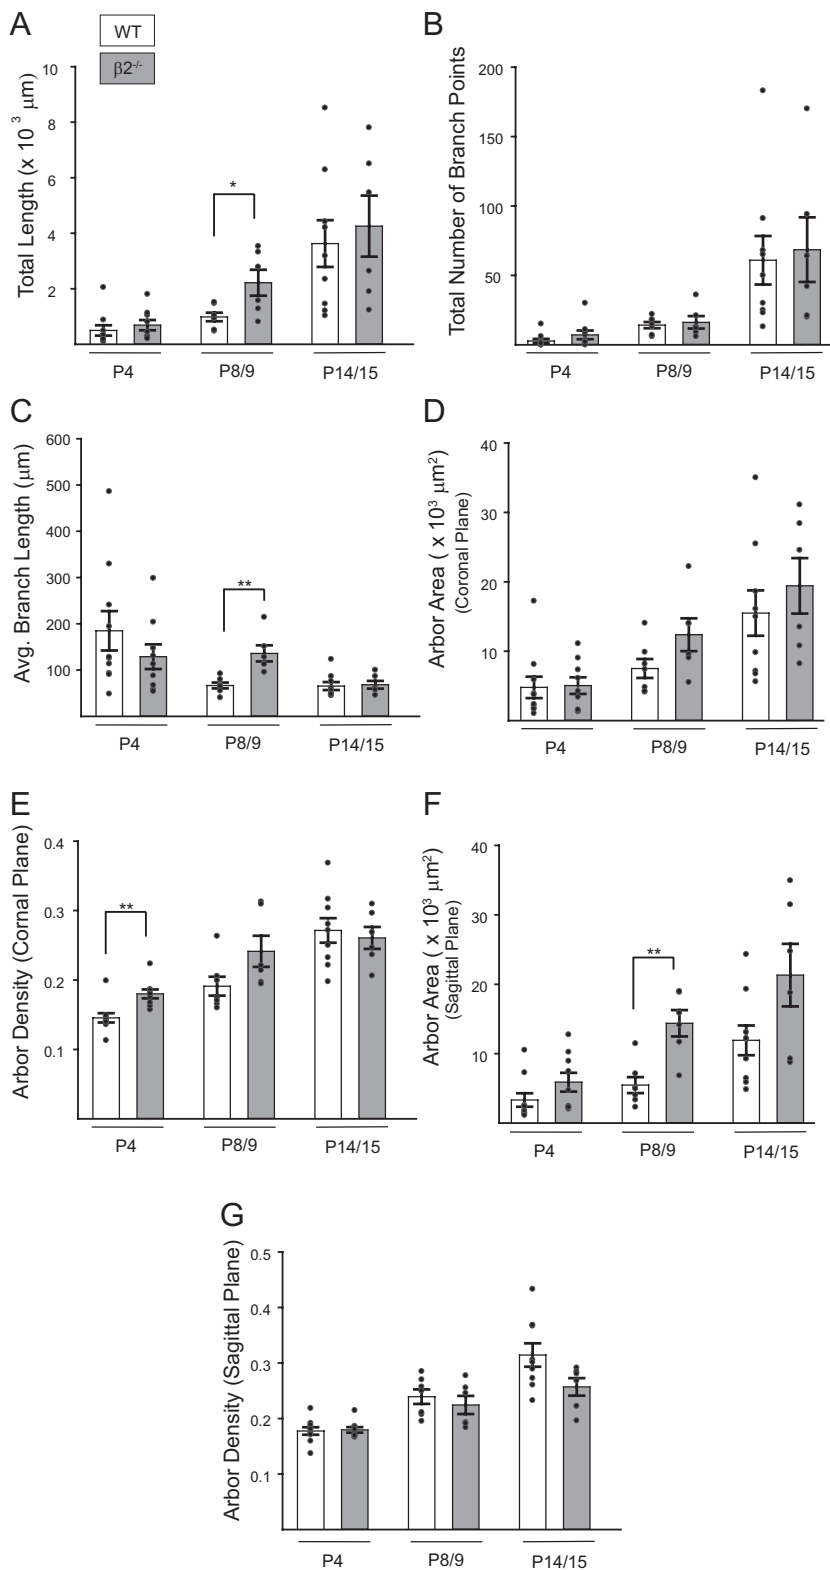 A
WT
β2-/-
Total Length (x 10 3 μm)
10
8
6
4
2
*
P4
P8/9
P14/15
B
Total Number of Branch Points
200
150
100
50
P4
P8/9
P14/15
C
Avg. Branch Length (μm)
600
500
400
300
200
100
**
P4
P8/9
P14/15
D
Arbor Area ( x 10³ μm²)
(Coronal Plane)
40
30
20
10
P4
P8/9
P14/15
E
Arbor Density (Cornal Plane)
0.4
0.3
0.2
0.1
**
P4
P8/9
P14/15
F
Arbor Area ( x 10³ μm²)
(Sagittal Plane)
40
30
20
10
**
P4
P8/9
P14/15
G
Arbor Density (Sagittal Plane)
0.5
0.4
0.3
0.2
0.1
P4
P8/9
P14/15